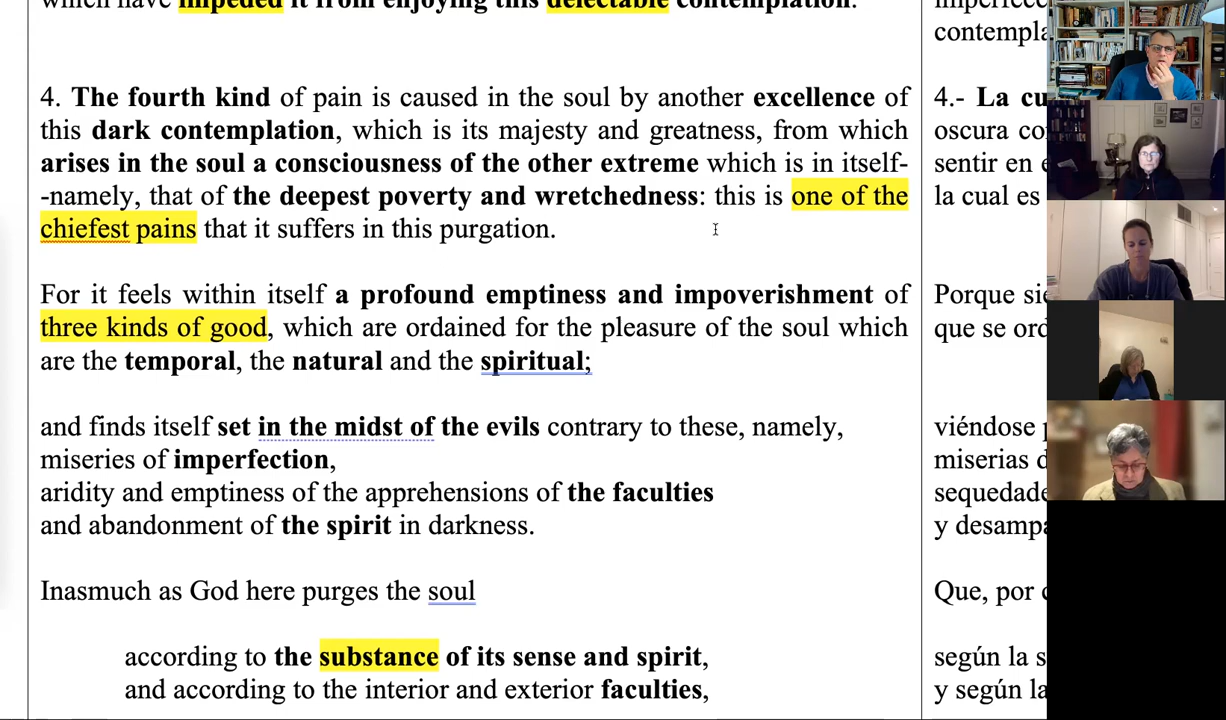 which have impeded it from enjoying this delectable contemplation.
4. The fourth kind of pain is caused in the soul by another excellence of
this dark contemplation, which is its majesty and greatness, from which
arises in the soul a consciousness of the other extreme which is in itself-
-namely, that of the deepest poverty and wretchedness: this is one of the
chiefest pains that it suffers in this purgation.
For it feels within itself a profound emptiness and impoverishment of
three kinds of good, which are ordained for the pleasure of the soul which
are the temporal, the natural and the spiritual;
and finds itself set in the midst of the evils contrary to these, namely,
miseries of imperfection,
aridity and emptiness of the apprehensions of the faculties
and abandonment of the spirit in darkness.
Inasmuch as God here purges the soul
according to the substance of its sense and spirit,
and according to the interior and exterior faculties,
contempla
4.- La cu
oscura co
sentir en e
la cual es
Porque sie
que se ord
viéndose p
miserias d
sequedade
y desampa
Que, por c
según la s
y según la